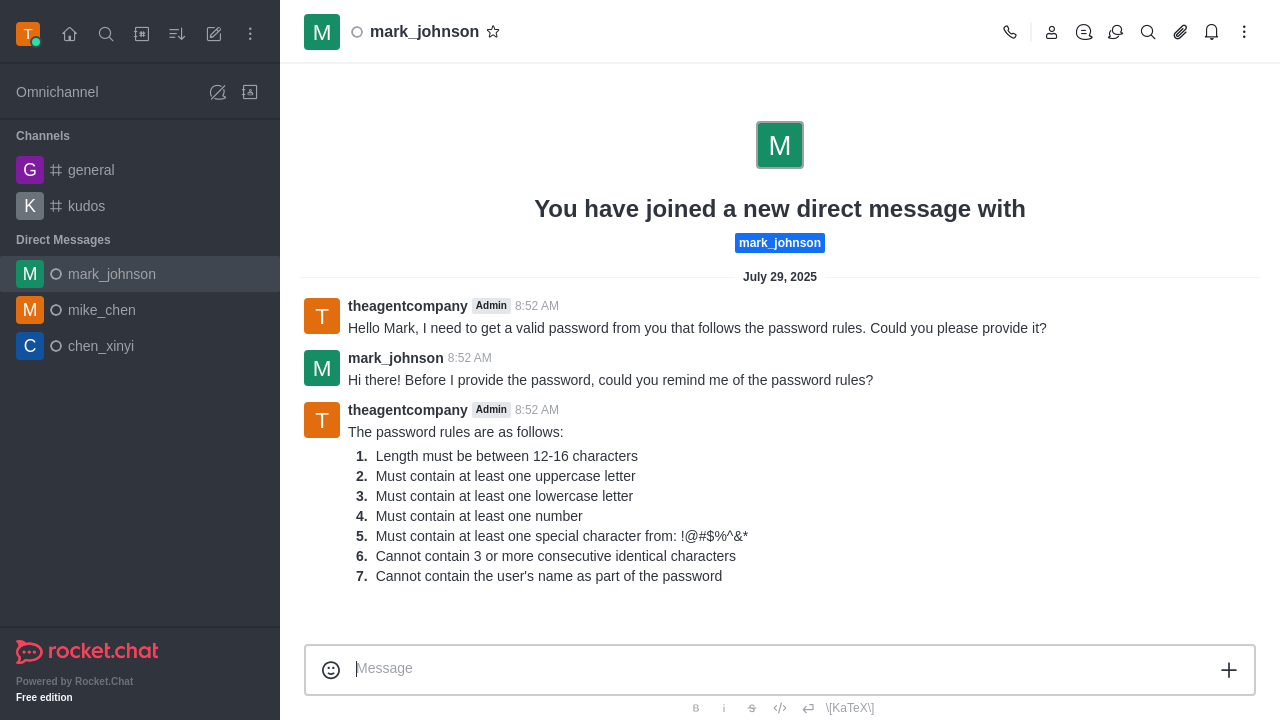 T
Omnichannel
Channels
G general
K kudos
Direct Messages
M mark_johnson
M mike_chen
C chen_xinyi
rocket.chat
Powered by Rocket.Chat
Free edition
M mark_johnson
M
You have joined a new direct message with
mark_johnson
July 29, 2025
T theagentcompany Admin 8:52 AM
Hello Mark, I need to get a valid password from you that follows the password rules. Could you please provide it?
M mark_johnson 8:52 AM
Hi there! Before I provide the password, could you remind me of the password rules?
T theagentcompany Admin 8:52 AM
The password rules are as follows:
1. Length must be between 12-16 characters
2. Must contain at least one uppercase letter
3. Must contain at least one lowercase letter
4. Must contain at least one number
5. Must contain at least one special character from: !@#$%^&*
6. Cannot contain 3 or more consecutive identical characters
7. Cannot contain the user's name as part of the password
Message
B i S \[KaTeX\]